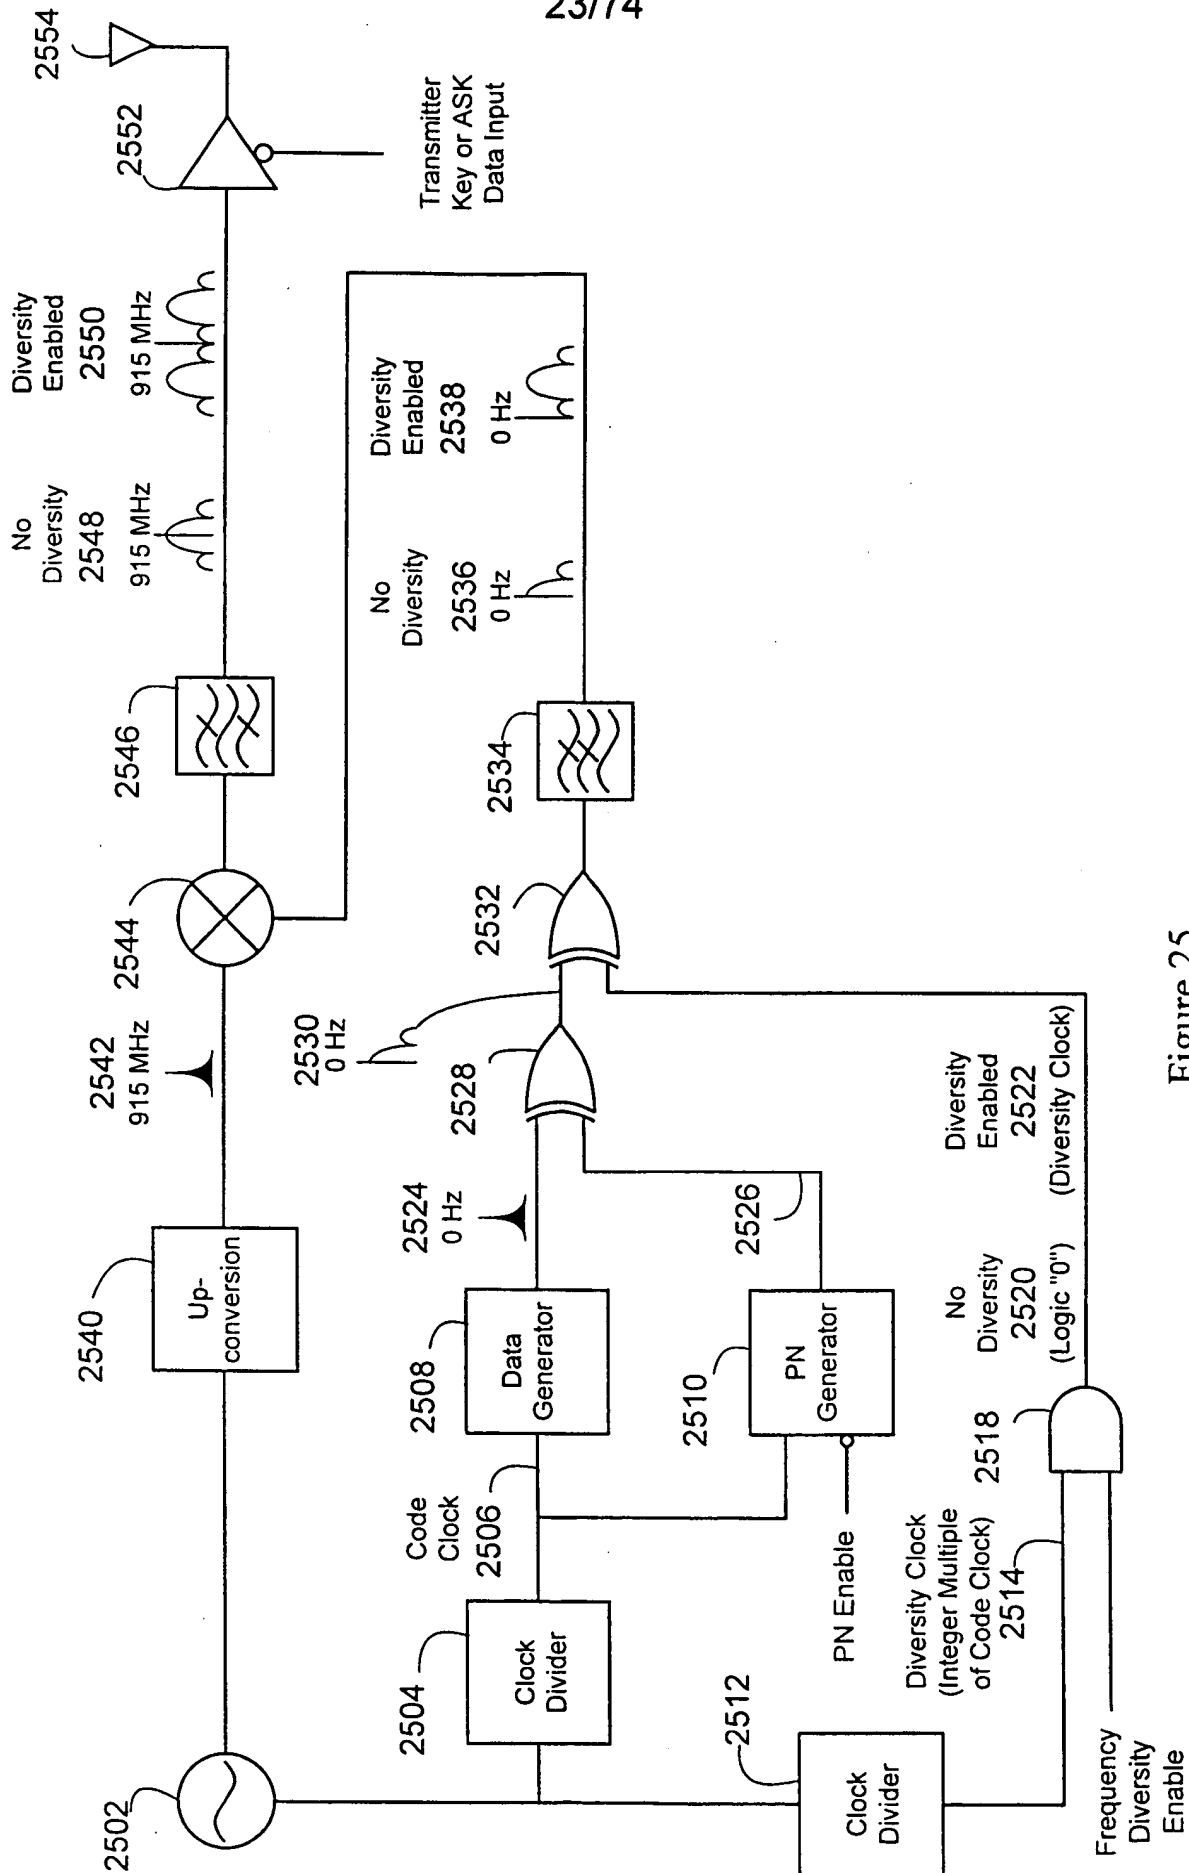 23/74
2554
2552
Transmitter
Key or ASK
Data Input
Diversity
Enabled
2550
915 MHz
No
Diversity
2548
915 MHz
2546
2544
2542
915 MHz
Up-
conversion
2540
2502
Diversity
Enabled
2538
0 Hz
No
Diversity
2536
0 Hz
2534
2532
2530
0 Hz
2528
2524
0 Hz
2526
Data
Generator
2508
PN
Generator
2510
PN Enable
Code
Clock
2506
Clock
Divider
2504
Clock
Divider
2512
Diversity Clock
(Integer Multiple
of Code Clock)
2514
Frequency
Diversity
Enable
2518
No
Diversity
2520
(Logic "0")
Diversity
Enabled
2522
(Diversity Clock)
Figure 25